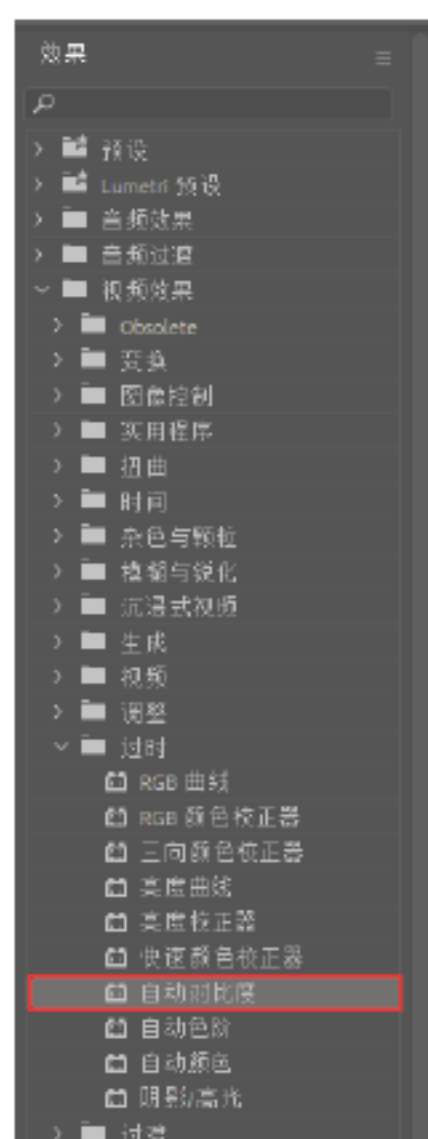 效果
预设
Lumetri 预设
音频效果
音频过渡
视频效果
Obsolete
变换
图像控制
实用程序
扭曲
时间
杂色与颗粒
模糊与锐化
沉浸式视频
生成
视频
调整
过时
RGB 曲线
RGB 颜色校正器
三向颜色校正器
亮度曲线
亮度校正器
快速颜色校正器
自动对比度
自动色阶
自动颜色
阴影/高光
过渡